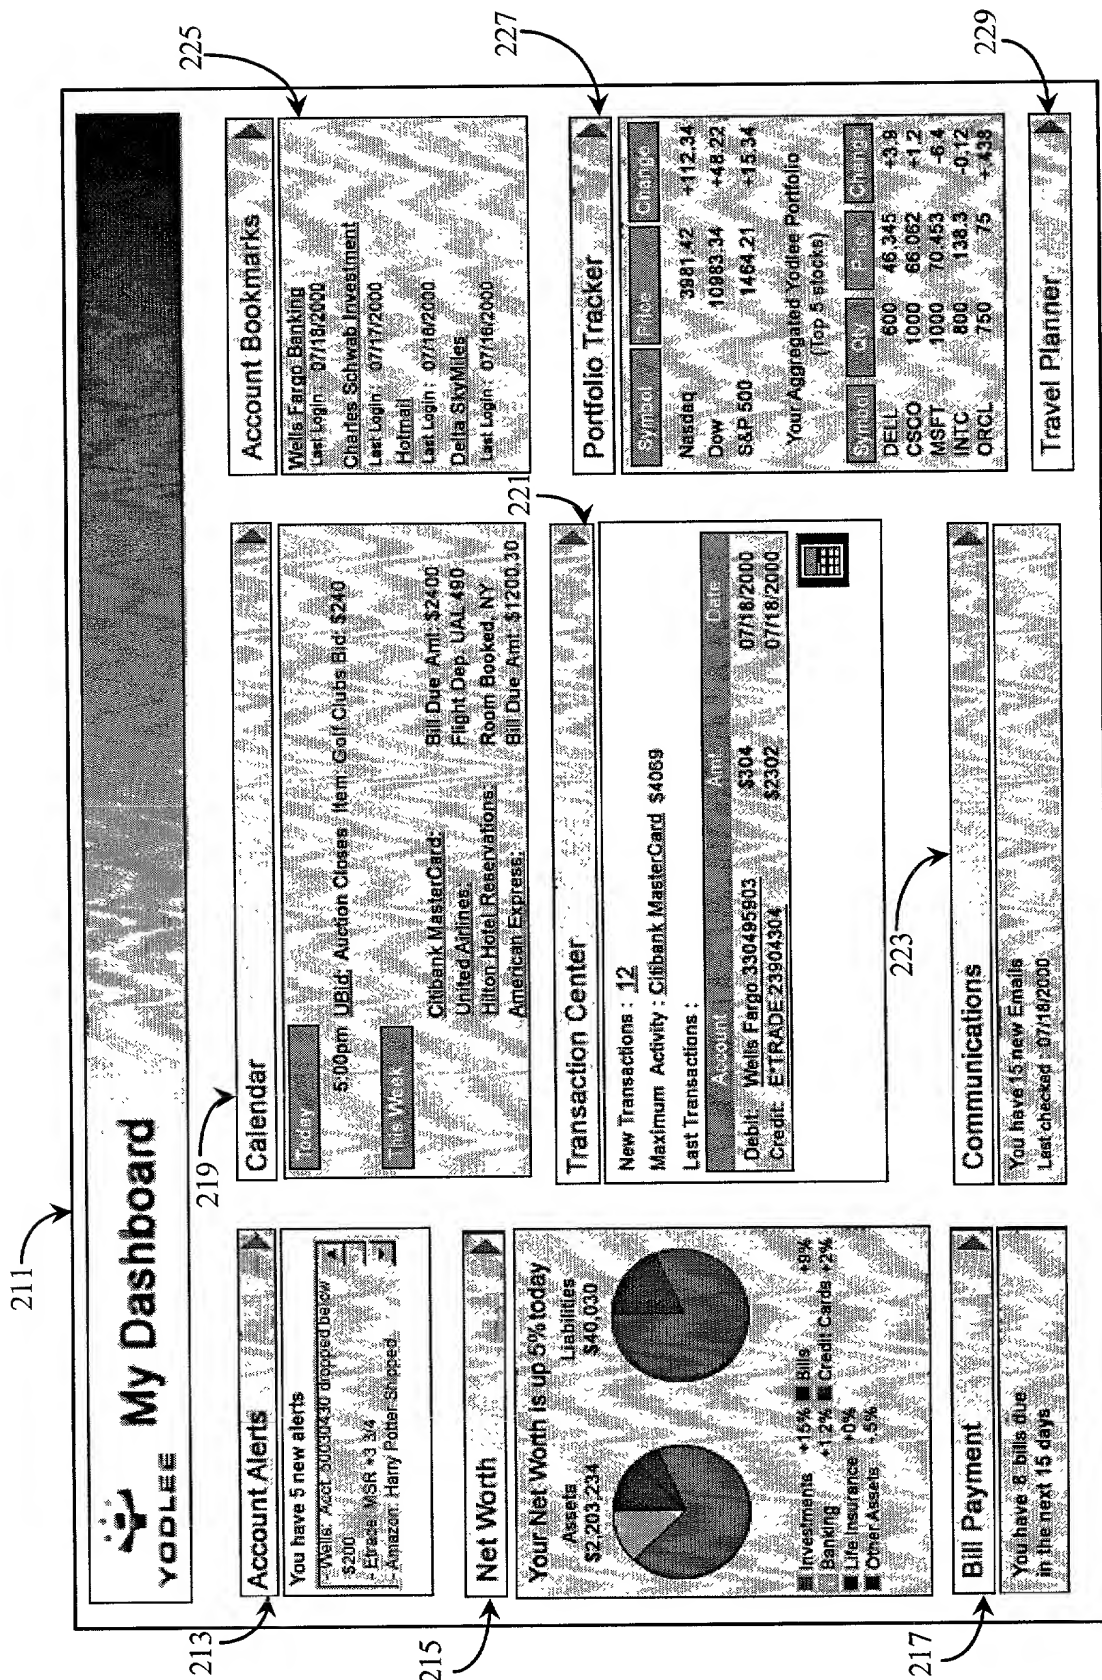 211
YODLEE My Dashboard
213
Account Alerts
You have 5 new alerts
- Wells: Acct. 50030430 dropped below
$200
- Etrade: MSR +3 3/4
- Amazon: Harry Potter Shipped
215
Net Worth
Your Net Worth is up 5% today
Assets Liabilities
$2,203,234 $40,030
Investments +15% Bills +9%
Banking +1.2% Credit Cards +2%
Life Insurance +0%
Other Assets +.5%
217
Bill Payment
You have 8 bills due
in the next 15 days
219
Calendar
Today
5:00pm UBid: Auction Closes Item: Golf Clubs Bid: $240
This Week
Citibank MasterCard: Bill Due Amt: $2400
United Airlines: Flight Dep. UAL 490
Hilton Hotel Reservations: Room Booked, NY
American Express: Bill Due Amt: $1200.30
221
Transaction Center
New Transactions : 12
Maximum Activity : Citibank MasterCard $4069
Last Transactions :
Account Amt Date
Debit: Wells Fargo 330495903 $304 07/18/2000
Credit: E*TRADE 23904304 $2302 07/18/2000
223
Communications
You have 15 new Emails
Last checked : 07/18/2000
225
Account Bookmarks
Wells Fargo Banking
Last Login : 07/18/2000
Charles Schwab Investment
Last Login : 07/17/2000
Hotmail
Last Login : 07/16/2000
Delta SkyMiles
Last Login : 07/16/2000
227
Portfolio Tracker
Symbol Price Change
Nasdaq 3981.42 +112.34
Dow 10983.34 +48.22
S&P 500 1464.21 +15.34
Your Aggregated Yodlee Portfolio
(Top 5 stocks)
Symbol Qty Price Change
DELL 600 46.345 +3.9
CSCO 1000 66.062 +1.2
MSFT 1000 70.453 -6.4
INTC 800 138.3 -0.12
ORCL 750 75 +.438
229
Travel Planner